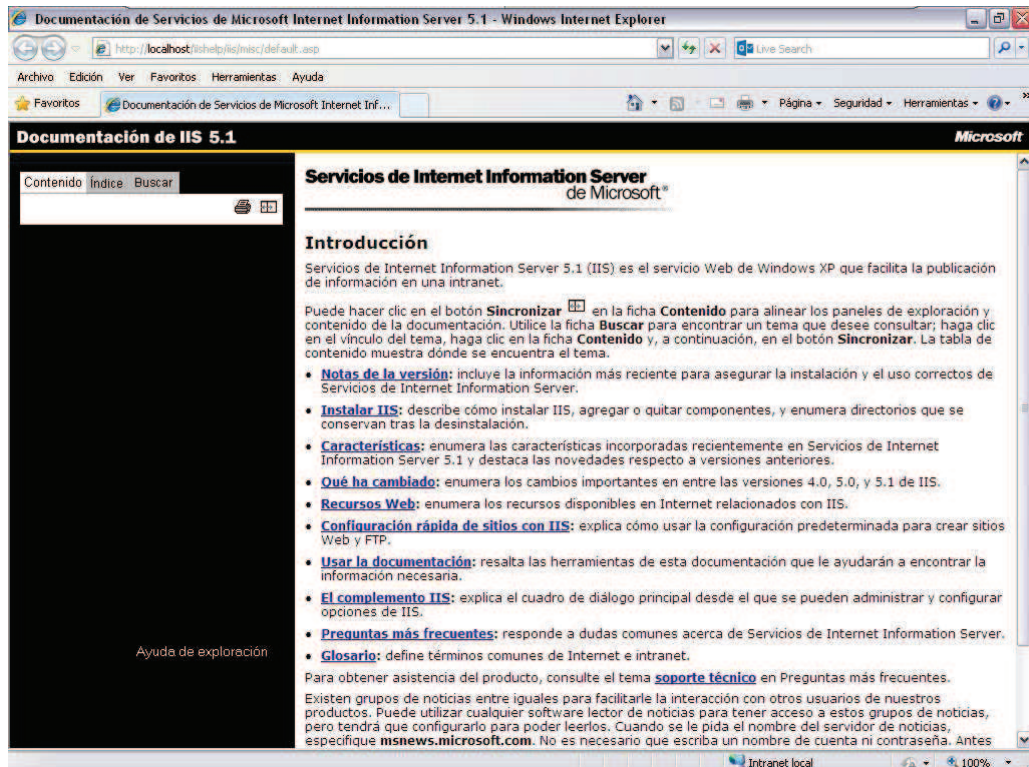 Documentación de Servicios de Microsoft Internet Information Server 5.1 - Windows Internet Explorer
http://localhost/iishelp/iis/misc/default.asp
Live Search
Archivo Edición Ver Favoritos Herramientas Ayuda
Favoritos
Documentación de Servicios de Microsoft Internet Inf...
Página
Seguridad
Herramientas
Documentación de IIS 5.1
Microsoft
Contenido Índice Buscar
Ayuda de exploración
Servicios de Internet Information Server
de Microsoft®
Introducción
Servicios de Internet Information Server 5.1 (IIS) es el servicio Web de Windows XP que facilita la publicación
de información en una intranet.
Puede hacer clic en el botón Sincronizar en la ficha Contenido para alinear los paneles de exploración y
contenido de la documentación. Utilice la ficha Buscar para encontrar un tema que desee consultar; haga clic
en el vínculo del tema, haga clic en la ficha Contenido y, a continuación, en el botón Sincronizar. La tabla de
contenido muestra dónde se encuentra el tema.
• Notas de la versión: incluye la información más reciente para asegurar la instalación y el uso correctos de
Servicios de Internet Information Server.
• Instalar IIS: describe cómo instalar IIS, agregar o quitar componentes, y enumera directorios que se
conservan tras la desinstalación.
• Características: enumera las características incorporadas recientemente en Servicios de Internet
Information Server 5.1 y destaca las novedades respecto a versiones anteriores.
• Qué ha cambiado: enumera los cambios importantes en entre las versiones 4.0, 5.0, y 5.1 de IIS.
• Recursos Web: enumera los recursos disponibles en Internet relacionados con IIS.
• Configuración rápida de sitios con IIS: explica cómo usar la configuración predeterminada para crear sitios
Web y FTP.
• Usar la documentación: resalta las herramientas de esta documentación que le ayudarán a encontrar la
información necesaria.
• El complemento IIS: explica el cuadro de diálogo principal desde el que se pueden administrar y configurar
opciones de IIS.
• Preguntas más frecuentes: responde a dudas comunes acerca de Servicios de Internet Information Server.
• Glosario: define términos comunes de Internet e intranet.
Para obtener asistencia del producto, consulte el tema soporte técnico en Preguntas más frecuentes.
Existen grupos de noticias entre iguales para facilitarle la interacción con otros usuarios de nuestros
productos. Puede utilizar cualquier software lector de noticias para tener acceso a estos grupos de noticias,
pero tendrá que configurarlo para poder leerlos. Cuando se le pida el nombre del servidor de noticias,
especifique msnews.microsoft.com. No es necesario que escriba un nombre de cuenta ni contraseña. Antes
Intranet local
100%